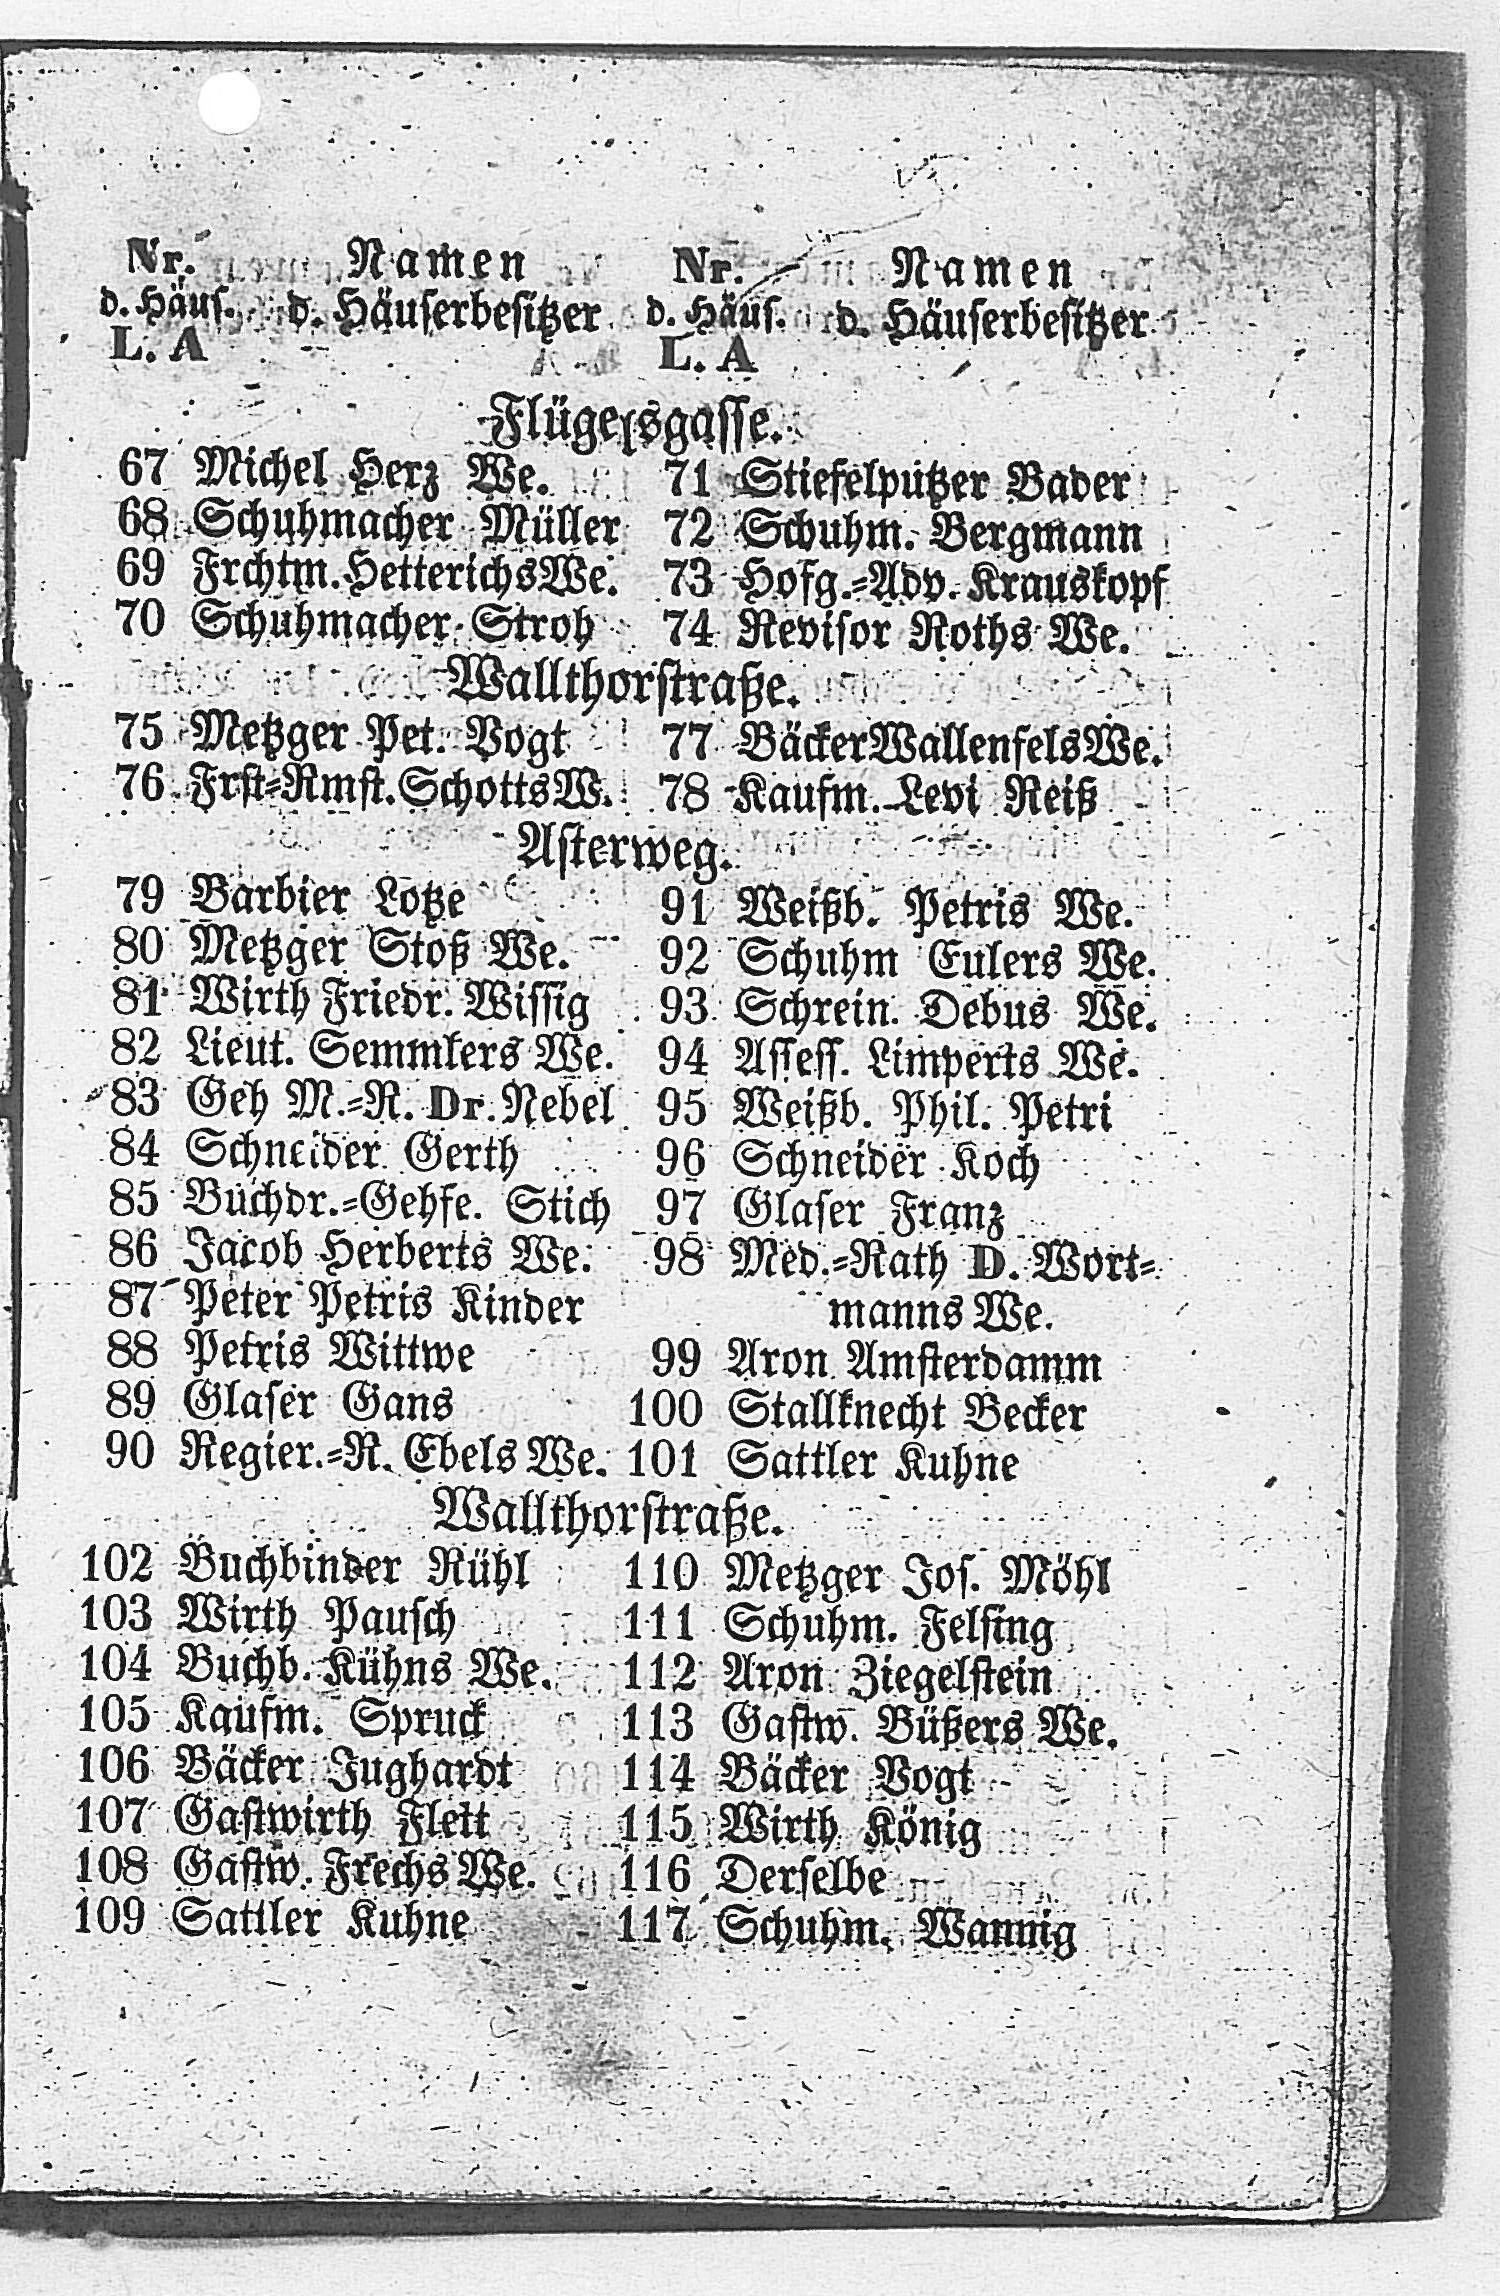 Nr. Namen Nr. Namen
d. Häus. d. Häuserbesitzer d. Häus. d. Häuserbesitzer
L. A L. A
Flügelsgasse.
67 Michel Herz We. 71 Stiefelputzer Bader
68 Schuhmacher Müller 72 Schuhm. Bergmann
69 Frchtm. Hetterichs We. 73 Hofg.=Adv. Krauskopf
70 Schuhmacher Stroh 74 Revisor Roths We.
Wallthorstraße.
75 Metzger Pet. Vogt 77 Bäcker Wallenfels We.
76 Frst=Rmst. Schotts W. 78 Kaufm. Levi Reiß
Asterweg.
79 Barbier Lotze 91 Weißb. Petris We.
80 Metzger Stoß We. 92 Schuhm Eulers We.
81 Wirth Friedr. Wissig 93 Schrein. Debus We.
82 Lieut. Semmlers We. 94 Assess. Limperts We.
83 Geh M.=R. Dr. Nebel 95 Weißb. Phil. Petri
84 Schneider Gerth 96 Schneider Koch
85 Buchdr.=Gehfe. Stich 97 Glaser Franz
86 Jacob Herberts We. 98 Med.=Rath D. Wort=
87 Peter Petris Kinder manns We.
88 Petris Wittwe 99 Aron Amsterdamm
89 Glaser Gans 100 Stallknecht Becker
90 Regier.=R. Ebels We. 101 Sattler Kuhne
Wallthorstraße.
102 Buchbinder Rühl 110 Metzger Jos. Möhl
103 Wirth Pausch 111 Schuhm. Felsing
104 Buchb. Kühns We. 112 Aron Ziegelstein
105 Kaufm. Spruck 113 Gastw. Büßers We.
106 Bäcker Jughardt 114 Bäcker Vogt
107 Gastwirth Flett 115 Wirth König
108 Gastw. Frechs We. 116 Derselbe
109 Sattler Kuhne 117 Schuhm. Wannig